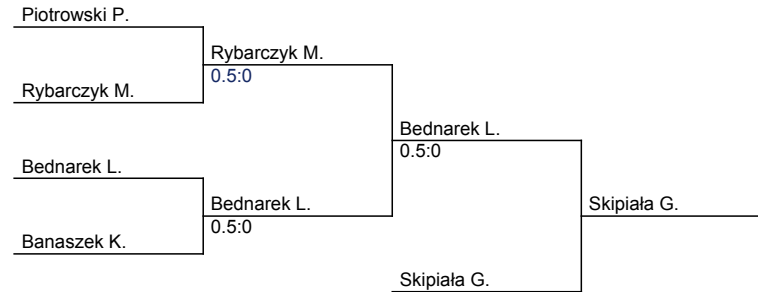 Piotrowski P.
Rybarczyk M.
0.5:0
Rybarczyk M.
Bednarek L.
0.5:0
Bednarek L.
Bednarek L.
0.5:0
Skipiała G.
Banaszek K.
Skipiała G.